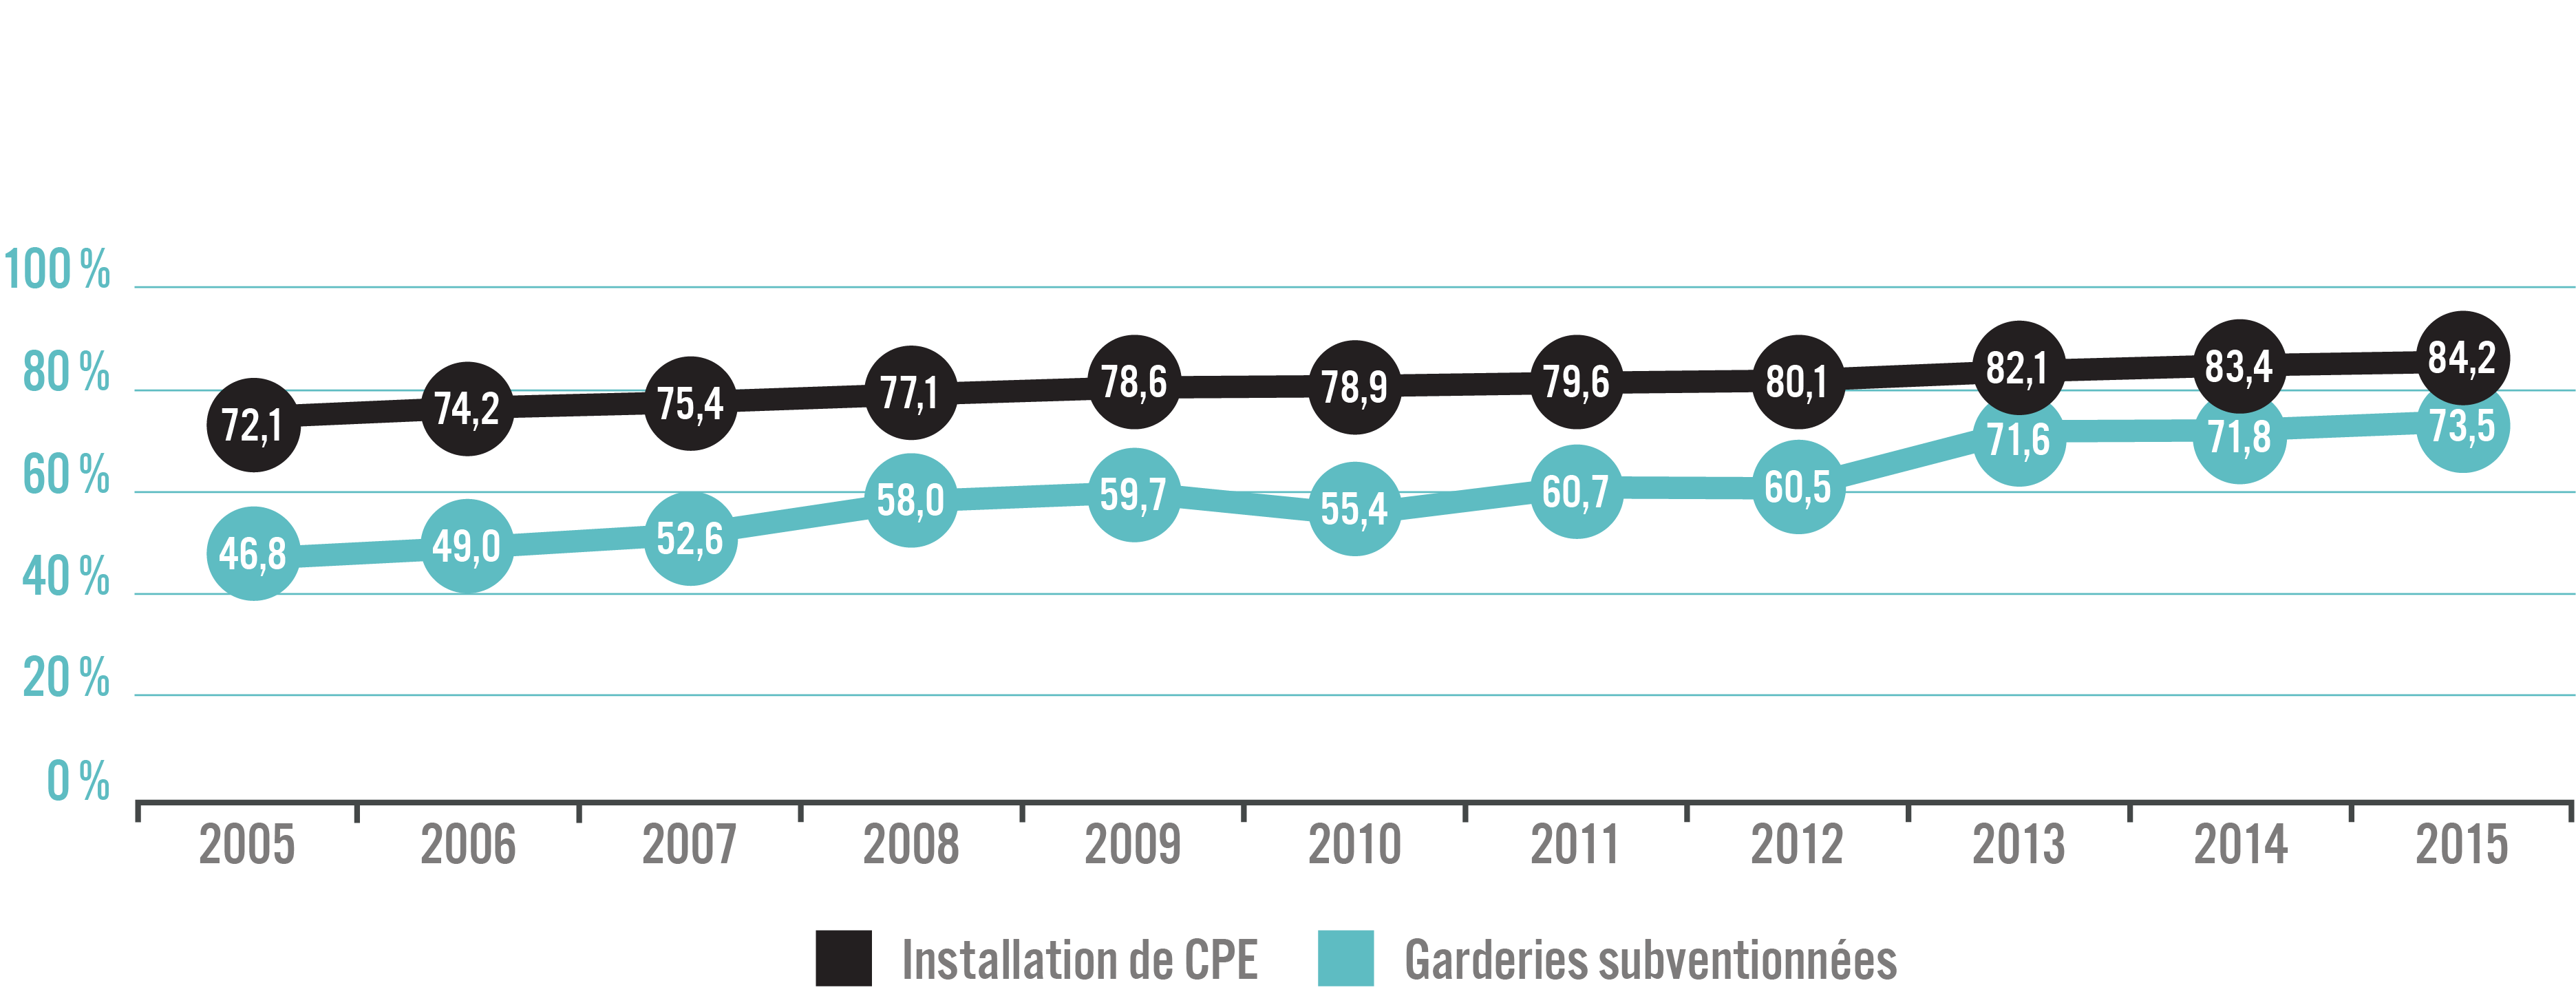 100 %
80 %
60 %
40 %
20 %
0 %
72,1 74,2 75,4 77,1 78,6 78,9 79,6 80,1 82,1 83,4 84,2
46,8 49,0 52,6 58,0 59,7 55,4 60,7 60,5 71,6 71,8 73,5
2005 2006 2007 2008 2009 2010 2011 2012 2013 2014 2015
Installation de CPE Garderies subventionnées